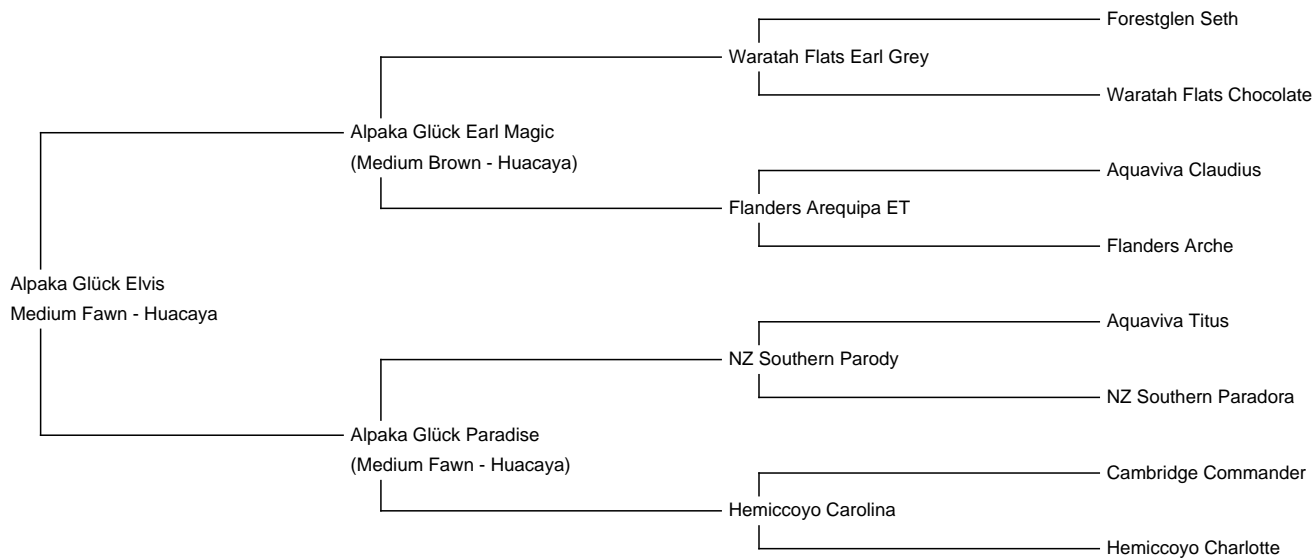 Forestglen Seth
Waratah Flats Earl Grey
Waratah Flats Chocolate
Alpaka Glück Earl Magic
(Medium Brown - Huacaya)
Aquaviva Claudius
Flanders Arequipa ET
Flanders Arche
Alpaka Glück Elvis
Medium Fawn - Huacaya
Aquaviva Titus
NZ Southern Parody
NZ Southern Paradora
Alpaka Glück Paradise
(Medium Fawn - Huacaya)
Cambridge Commander
Hemiccoyo Carolina
Hemiccoyo Charlotte